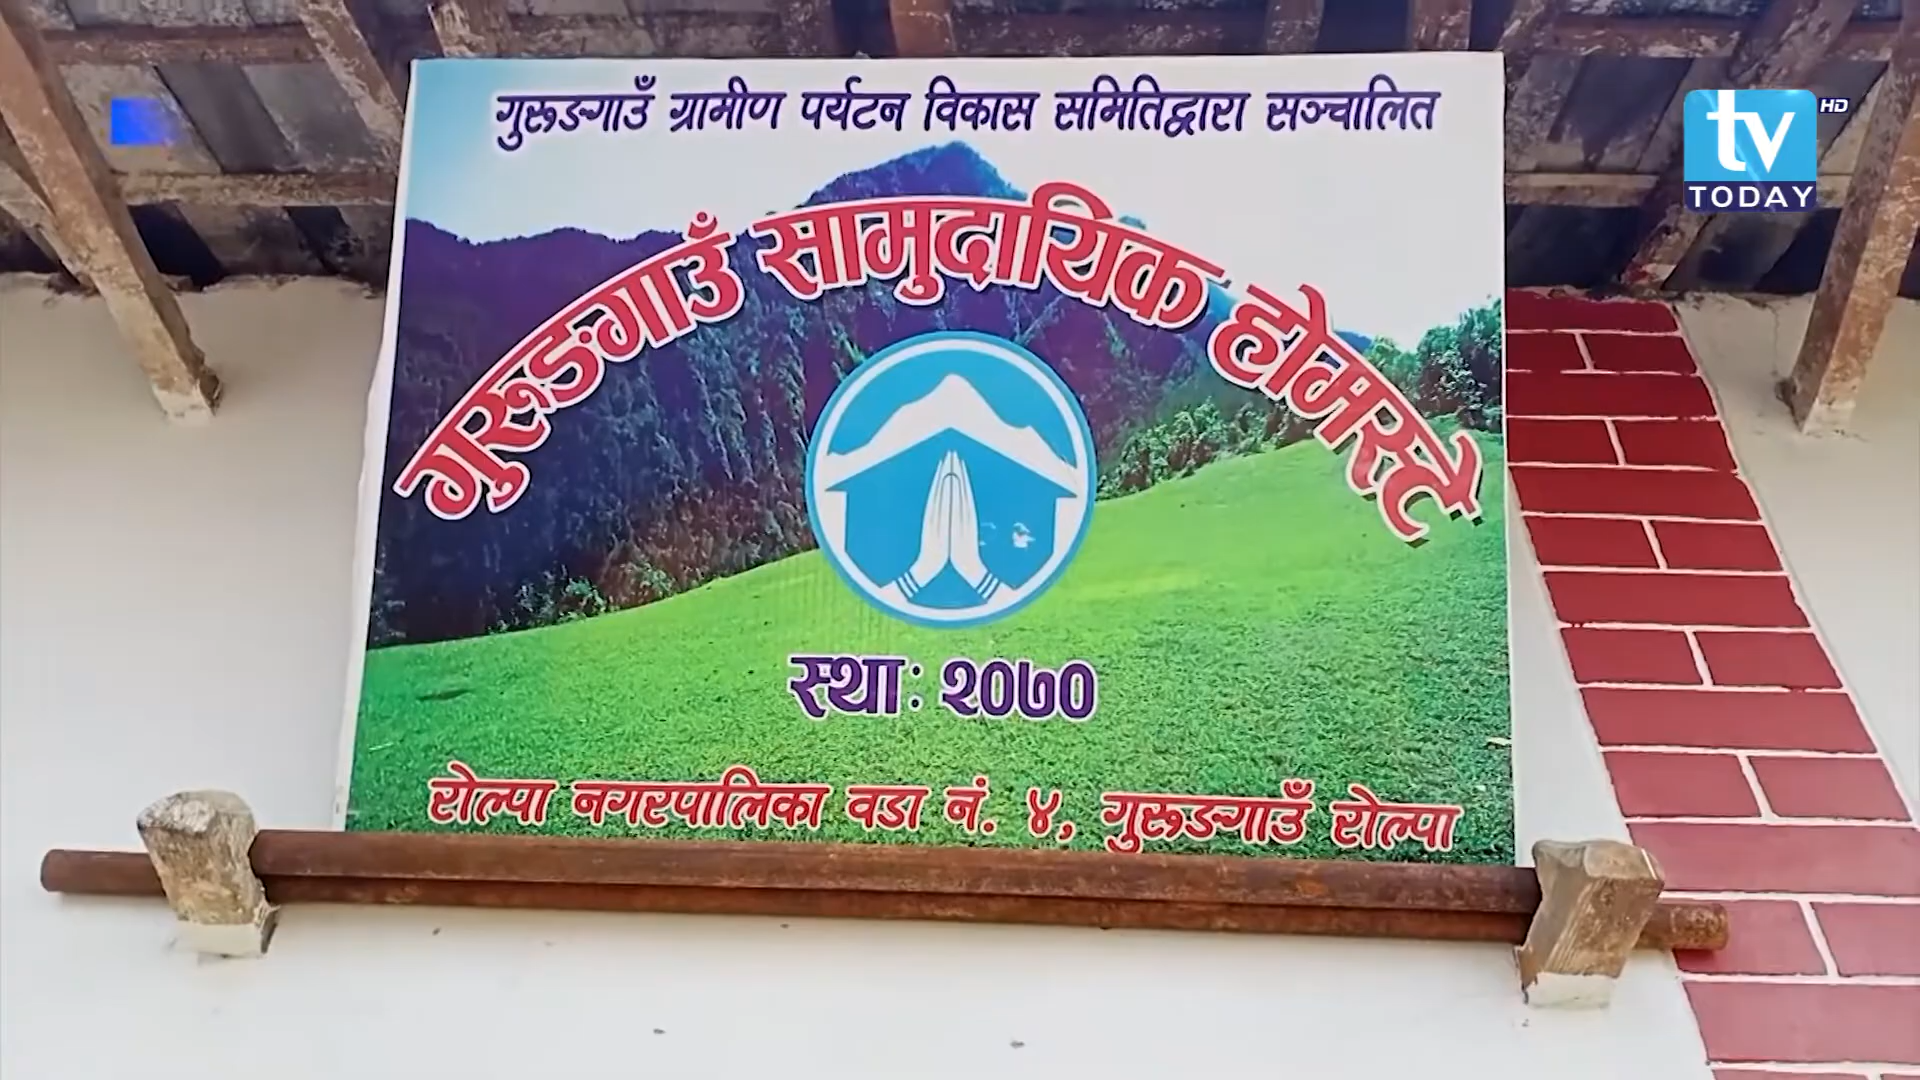 गुरुङगाउँ ग्रामीण पर्यटन विकास समितिद्वारा सञ्चालित
गुरुङगाउँ सामुदायिक होमस्टे
स्था: २०७०
रोल्पा नगरपालिका वडा नं. ४, गुरुङगाउँ रोल्पा
tv HD
TODAY